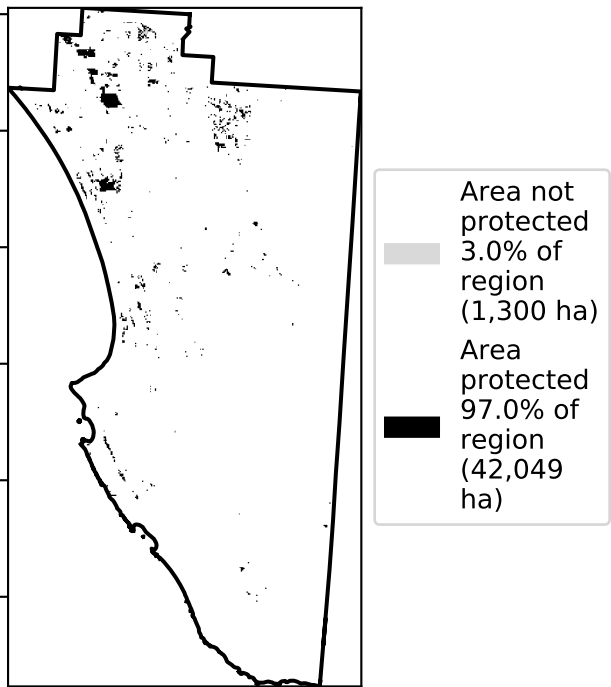 Area not
protected
3.0% of
region
(1,300 ha)
Area
protected
97.0% of
region
(42,049
ha)